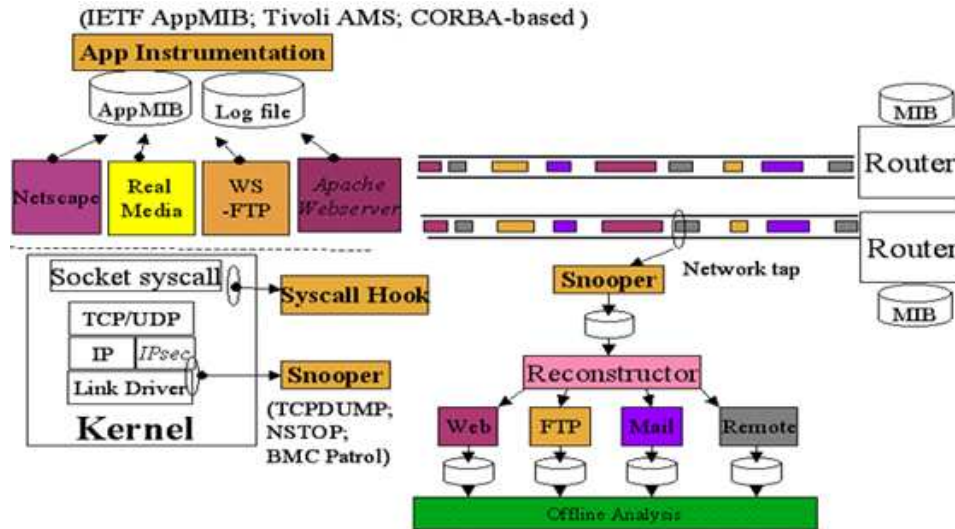 (IETF AppMIB; Tivoli AMS; CORBA-based )
App Instrumentation
AppMIB
Log file
Netscape
Real
Media
WS
-FTP
Apache
Webserver
MIB
Router
Router
MIB
Network tap
Snooper
Socket syscall
Syscall Hook
TCP/UDP
IP
IPsec
Link Driver
Kernel
Snooper
(TCPDUMP;
NSTOP;
BMC Patrol)
Reconstructor
Web
FTP
Mail
Remote
Offline Analysis